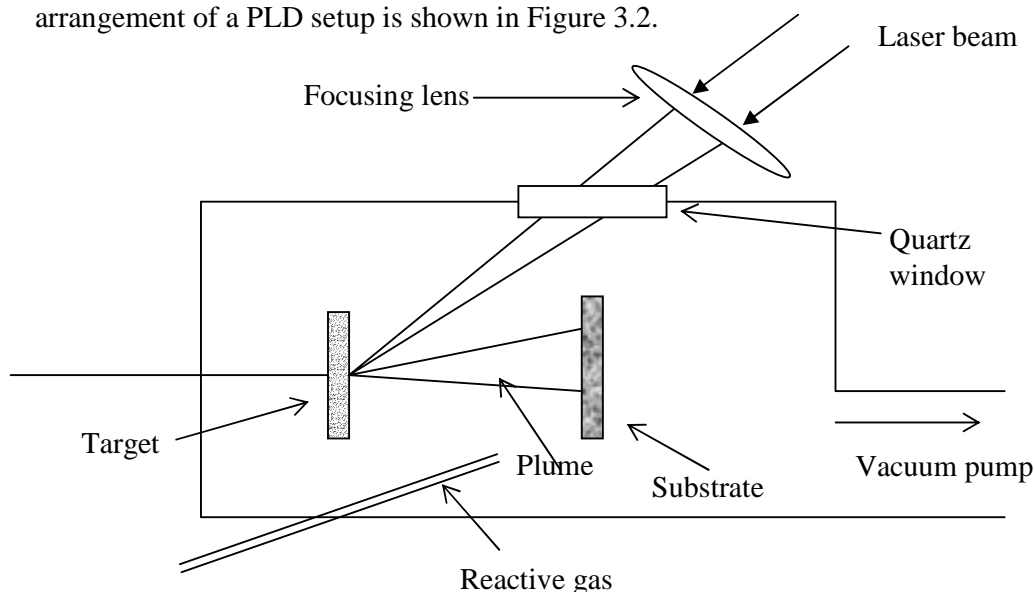 arrangement of a PLD setup is shown in Figure 3.2.
Laser beam
Focusing lens
Quartz
window
Target
Plume
Substrate
Vacuum pump
Reactive gas